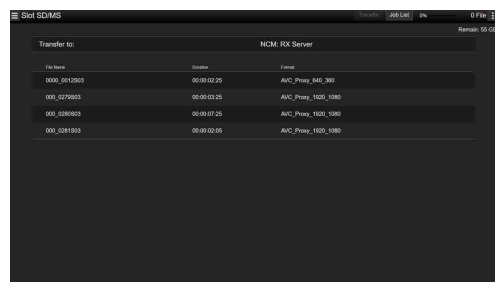 Slot SD/MS Transfer Job List 0% 0 File
Remain: 55 GB
Transfer to: NCM: RX Server
File Name Duration Format
0000_0012S03 00:00:02:25 AVC_Proxy_640_360
000_0279S03 00:00:03:25 AVC_Proxy_1920_1080
000_0280S03 00:00:07:25 AVC_Proxy_1920_1080
000_0281S03 00:00:02:05 AVC_Proxy_1920_1080